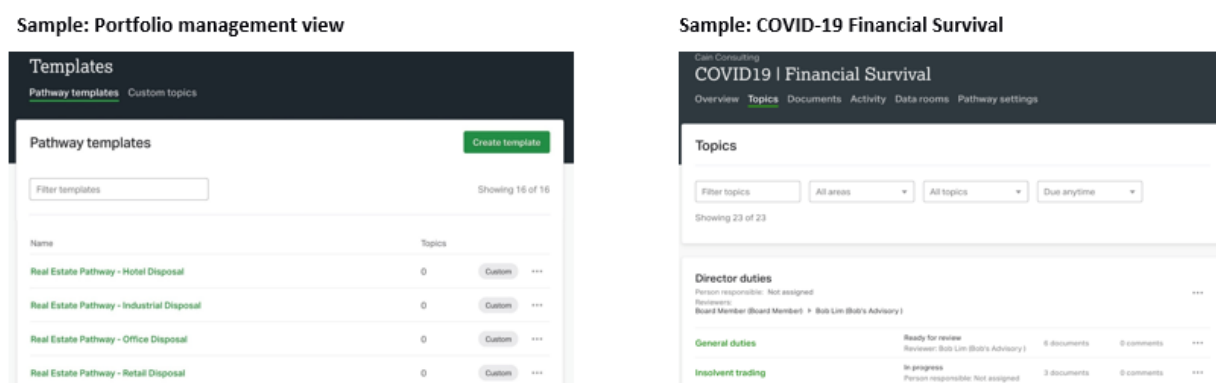 Sample: Portfolio management view
Templates
Pathway templates Custom topics
Pathway templates
Create template
Filter templates
Showing 16 of 16
Name Topics
Real Estate Pathway - Hotel Disposal 0 Custom
Real Estate Pathway - Industrial Disposal 0 Custom
Real Estate Pathway - Office Disposal 0 Custom
Real Estate Pathway - Retail Disposal 0 Custom
Sample: COVID-19 Financial Survival
Cain Consulting
COVID19 | Financial Survival
Overview Topics Documents Activity Data rooms Pathway settings
Topics
Filter topics All areas All topics Due anytime
Showing 23 of 23
Director duties
Person responsible: Not assigned
Reviewers:
Board Member (Board Member) Bob Lim (Bob's Advisory )
General duties
Ready for review
Reviewer: Bob Lim (Bob's Advisory )
6 documents 0 comments
Insolvent trading
In progress
Person responsible: Not assigned
3 documents 0 comments